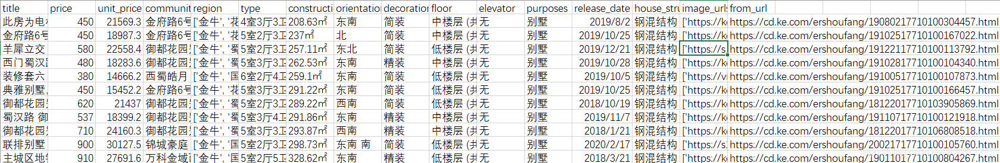 title price unit_price communit region type constructi orientation decoration floor elevator purposes release_date house_stru image_urls from_url
此房为电 450 21569.3 金府路6号 ['金牛', '花 4室3厅3卫 208.63㎡ 东南 简装 中楼层 (共 无 别墅 2019/8/2 钢混结构 ['https://ke https://cd.ke.com/ershoufang/19080217710100304457.html
金府路6号 450 18987.3 金府路6号 ['金牛', '花 5室2厅3卫 237㎡ 北 简装 中楼层 (共 无 别墅 2019/10/25 钢混结构 ['https://ke https://cd.ke.com/ershoufang/19102517710100167022.html
羊犀立交 580 22558.4 御都花园别 ['金牛', '蜀 5室2厅3卫 257.11㎡ 东北 简装 低楼层 (共 无 别墅 2019/12/21 钢混结构 ['https://s https://cd.ke.com/ershoufang/19122117710100113792.html
西门蜀汉路 480 18283.6 御都花园别 ['金牛', '蜀 5室3厅3卫 262.53㎡ 东南 精装 中楼层 (共 无 别墅 2019/10/28 钢混结构 ['https://ke https://cd.ke.com/ershoufang/19102817710100104340.html
装修套六 380 14666.2 西蜀皓月 ['金牛', '国 6室2厅4卫 259.1㎡ 东南 简装 低楼层 (共 无 别墅 2019/10/5 钢混结构 ['https://vr https://cd.ke.com/ershoufang/19100517710100107873.html
典雅别墅, 450 15452.2 金府路6号 ['金牛', '花 5室3厅3卫 291.22㎡ 东南 简装 低楼层 (共 无 别墅 2019/10/25 钢混结构 ['https://ke https://cd.ke.com/ershoufang/19102517710100166457.html
御都花园别 620 21437 御都花园别 ['金牛', '蜀 5室2厅3卫 289.22㎡ 西南 简装 低楼层 (共 无 别墅 2018/10/19 钢混结构 ['https://ke https://cd.ke.com/ershoufang/18122017710103905869.html
蜀汉路 御 537 18399.2 御都花园别 ['金牛', '蜀 5室3厅4卫 291.86㎡ 东南 精装 中楼层 (共 无 别墅 2019/11/7 钢混结构 ['https://ke https://cd.ke.com/ershoufang/19110717710100121918.html
御都花园别 710 24160.3 御都花园别 ['金牛', '蜀 5室3厅3卫 293.87㎡ 西南 精装 中楼层 (共 无 别墅 2018/1/21 钢混结构 ['https://ke https://cd.ke.com/ershoufang/18122017710106808518.html
联排别墅 900 30127.5 锦城豪庭 ['金牛', '国 5室2厅3卫 298.73㎡ 东南 南 简装 低楼层 (共 无 别墅 2020/2/17 钢混结构 ['https://s https://cd.ke.com/ershoufang/20021717710100105760.html
主城区地铁 910 27691.6 万科金域 ['金牛', '国 5室2厅5卫 328.62㎡ 东南 精装 中楼层 (共 无 别墅 2018/3/21 钢混结构 ['https://ke https://cd.ke.com/ershoufang/19011017710100804267.html